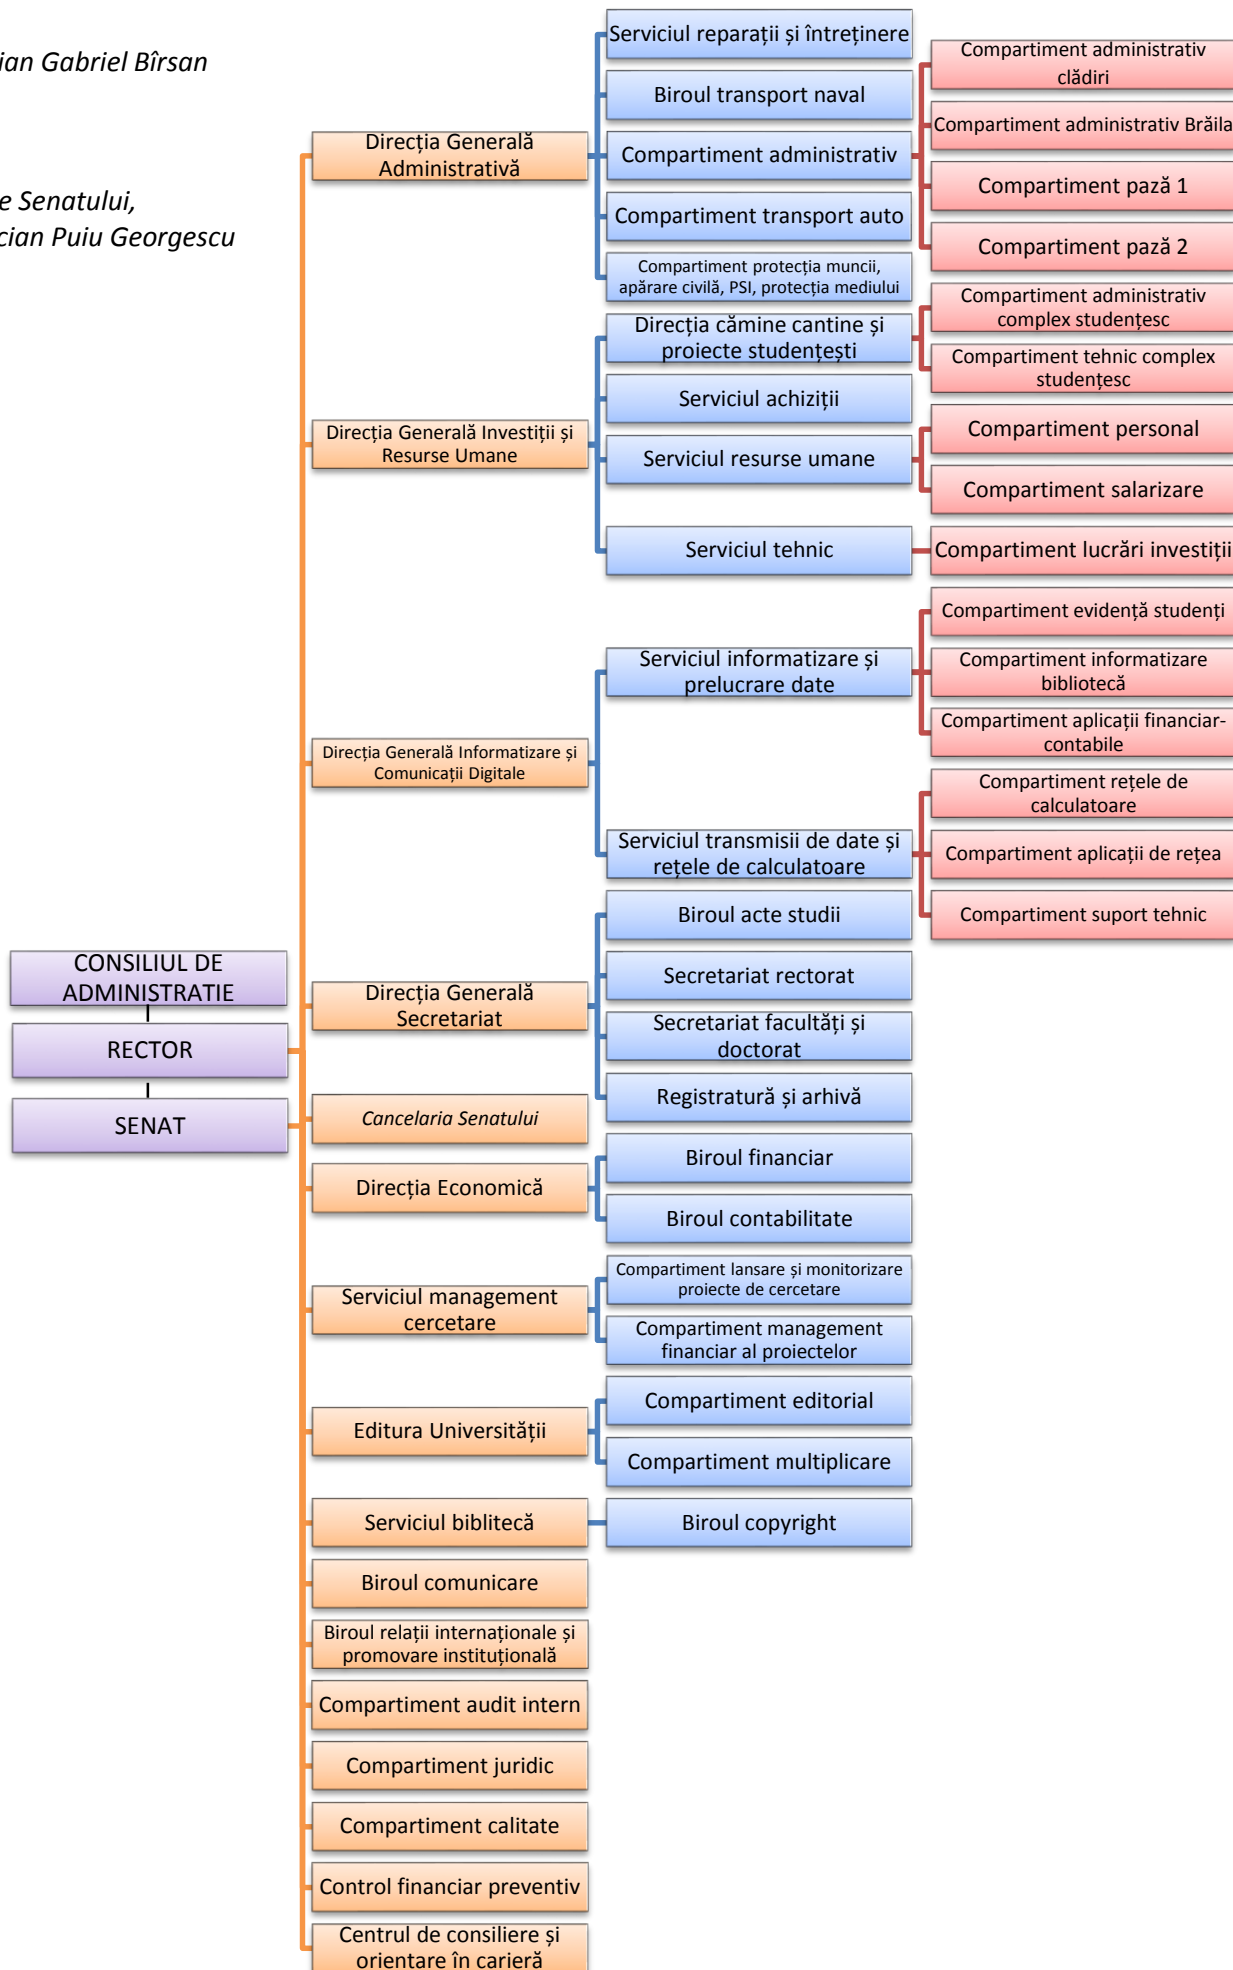 Serviciul reparații și întreținere
Compartiment administrativ
clădiri
ian Gabriel Bîrsan
Biroul transport naval
Compartiment administrativ Brăila
Direcția Generală
Administrativă
Compartiment administrativ
Compartiment pază 1
e Senatului,
cian Puiu Georgescu
Compartiment transport auto
Compartiment pază 2
Compartiment protecția muncii,
apărare civilă, PSI, protecția mediului
Compartiment administrativ
complex studențesc
Direcția cămine cantine și
proiecte studențești
Compartiment tehnic complex
studențesc
Serviciul achiziții
Direcția Generală Investiții și
Resurse Umane
Compartiment personal
Serviciul resurse umane
Compartiment salarizare
Serviciul tehnic
Compartiment lucrări investiții
Compartiment evidență studenți
Serviciul informatizare și
prelucrare date
Compartiment informatizare
bibliotecă
Compartiment aplicații financiar-
contabile
Direcția Generală Informatizare și
Comunicații Digitale
Compartiment rețele de
calculatoare
Serviciul transmisii de date și
rețele de calculatoare
Compartiment aplicații de rețea
Biroul acte studii
Compartiment suport tehnic
CONSILIUL DE
ADMINISTRATIE
Secretariat rectorat
Direcția Generală
Secretariat
RECTOR
Secretariat facultăți și
doctorat
Registratură și arhivă
SENAT
Cancelaria Senatului
Biroul financiar
Direcția Economică
Biroul contabilitate
Compartiment lansare și monitorizare
proiecte de cercetare
Serviciul management
cercetare
Compartiment management
financiar al proiectelor
Compartiment editorial
Editura Universității
Compartiment multiplicare
Serviciul biblitecă
Biroul copyright
Biroul comunicare
Biroul relații internaționale și
promovare instituțională
Compartiment audit intern
Compartiment juridic
Compartiment calitate
Control financiar preventiv
Centrul de consiliere și
orientare în carieră